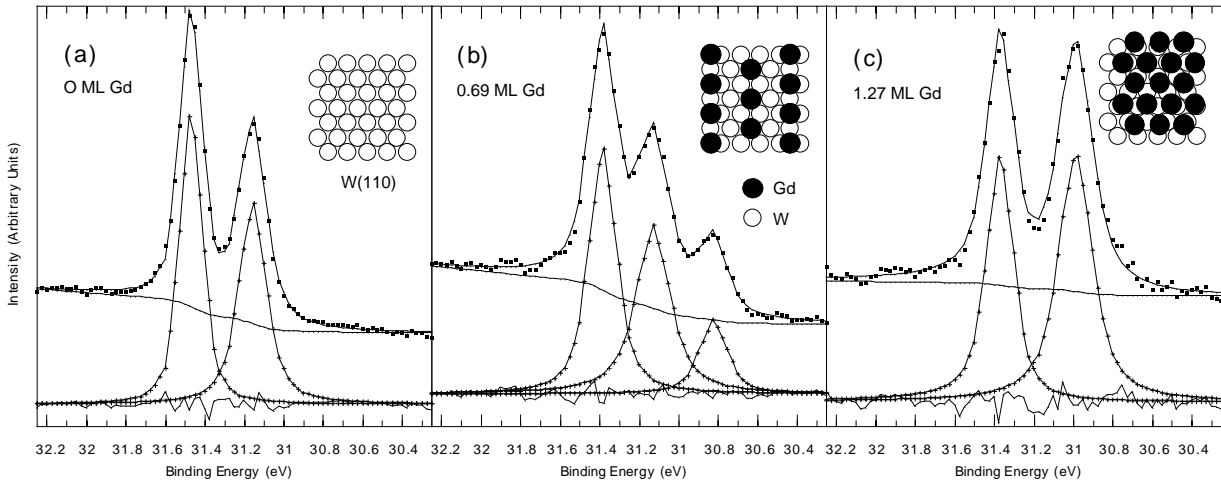 (a)
O ML Gd
W(110)
(b)
0.69 ML Gd
Gd
W
(c)
1.27 ML Gd
Intensity (Arbitrary Units)
32.2 32 31.8 31.6 31.4 31.2 31 30.8 30.6 30.4
Binding Energy (eV)
32.2 32 31.8 31.6 31.4 31.2 31 30.8 30.6 30.4
Binding Energy (eV)
32.2 32 31.8 31.6 31.4 31.2 31 30.8 30.6 30.4
Binding Energy (eV)